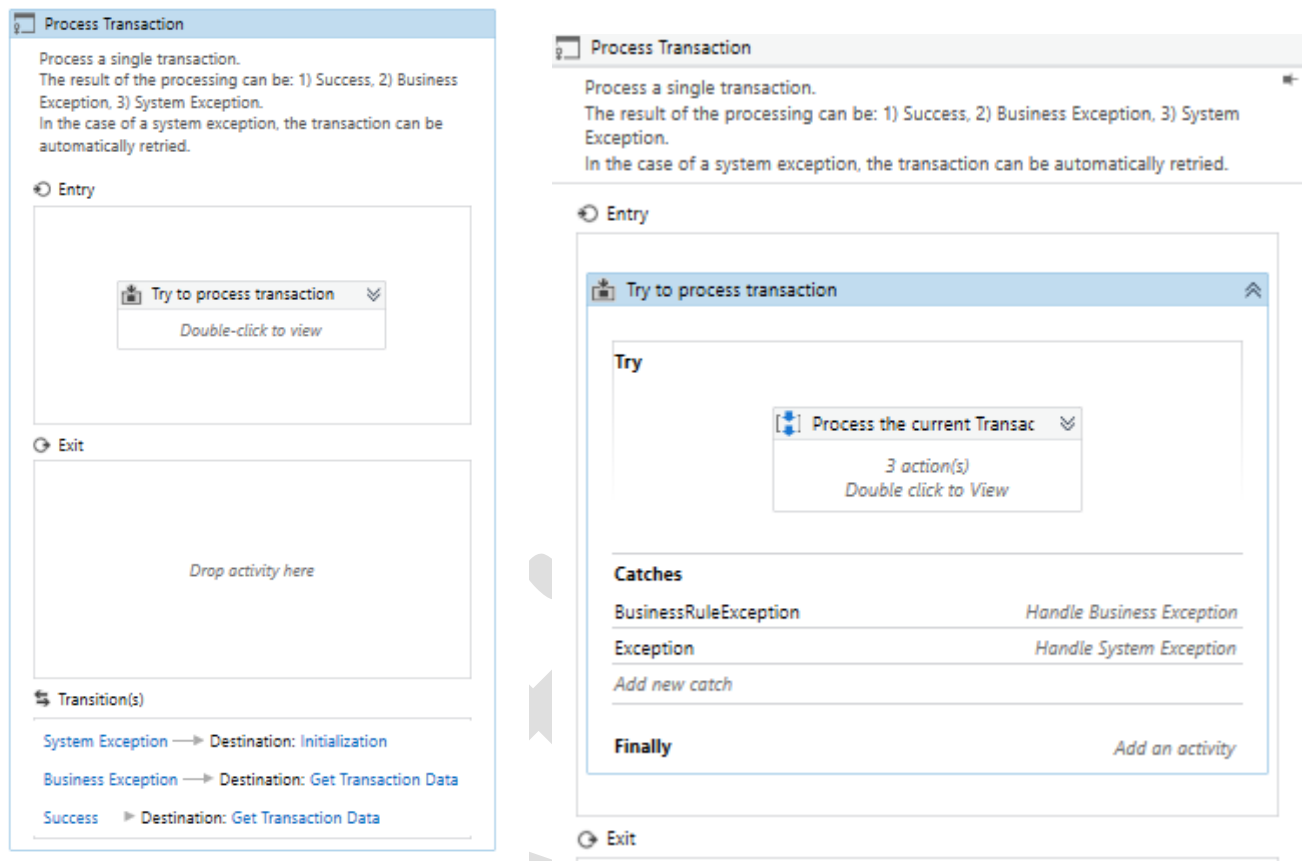 Process Transaction
Process a single transaction.
The result of the processing can be: 1) Success, 2) Business
Exception, 3) System Exception.
In the case of a system exception, the transaction can be
automatically retried.
Entry
Try to process transaction
Double-click to view
Exit
Drop activity here
Transition(s)
System Exception Destination: Initialization
Business Exception Destination: Get Transaction Data
Success Destination: Get Transaction Data
Process Transaction
Process a single transaction.
The result of the processing can be: 1) Success, 2) Business Exception, 3) System
Exception.
In the case of a system exception, the transaction can be automatically retried.
Entry
Try to process transaction
Try
Process the current Transac
3 action(s)
Double click to View
Catches
BusinessRuleException Handle Business Exception
Exception Handle System Exception
Add new catch
Finally Add an activity
Exit